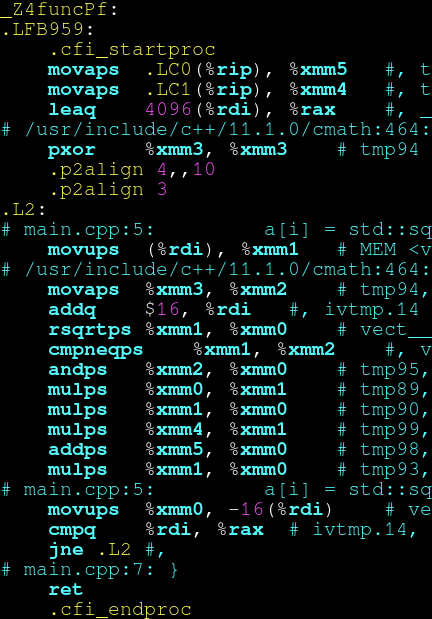 _Z4funcPf:
.LFB959:
.cfi_startproc
movaps .LC0(%rip), %xmm5 #, t
movaps .LC1(%rip), %xmm4 #, t
leaq 4096(%rdi), %rax #, _
# /usr/include/c++/11.1.0/cmath:464:
pxor %xmm3, %xmm3 # tmp94
.p2align 4,,10
.p2align 3
.L2:
# main.cpp:5: a[i] = std::sq
movups (%rdi), %xmm1 # MEM <v
# /usr/include/c++/11.1.0/cmath:464:
movaps %xmm3, %xmm2 # tmp94,
addq $16, %rdi #, ivtmp.14
rsqrtps %xmm1, %xmm0 # vect__
cmpneqps %xmm1, %xmm2 #, v
andps %xmm2, %xmm0 # tmp95,
mulps %xmm0, %xmm1 # tmp89,
mulps %xmm1, %xmm0 # tmp90,
mulps %xmm4, %xmm1 # tmp99,
addps %xmm5, %xmm0 # tmp98,
mulps %xmm1, %xmm0 # tmp93,
# main.cpp:5: a[i] = std::sq
movups %xmm0, -16(%rdi) # ve
cmpq %rdi, %rax # ivtmp.14,
jne .L2 #,
# main.cpp:7: }
ret
.cfi_endproc